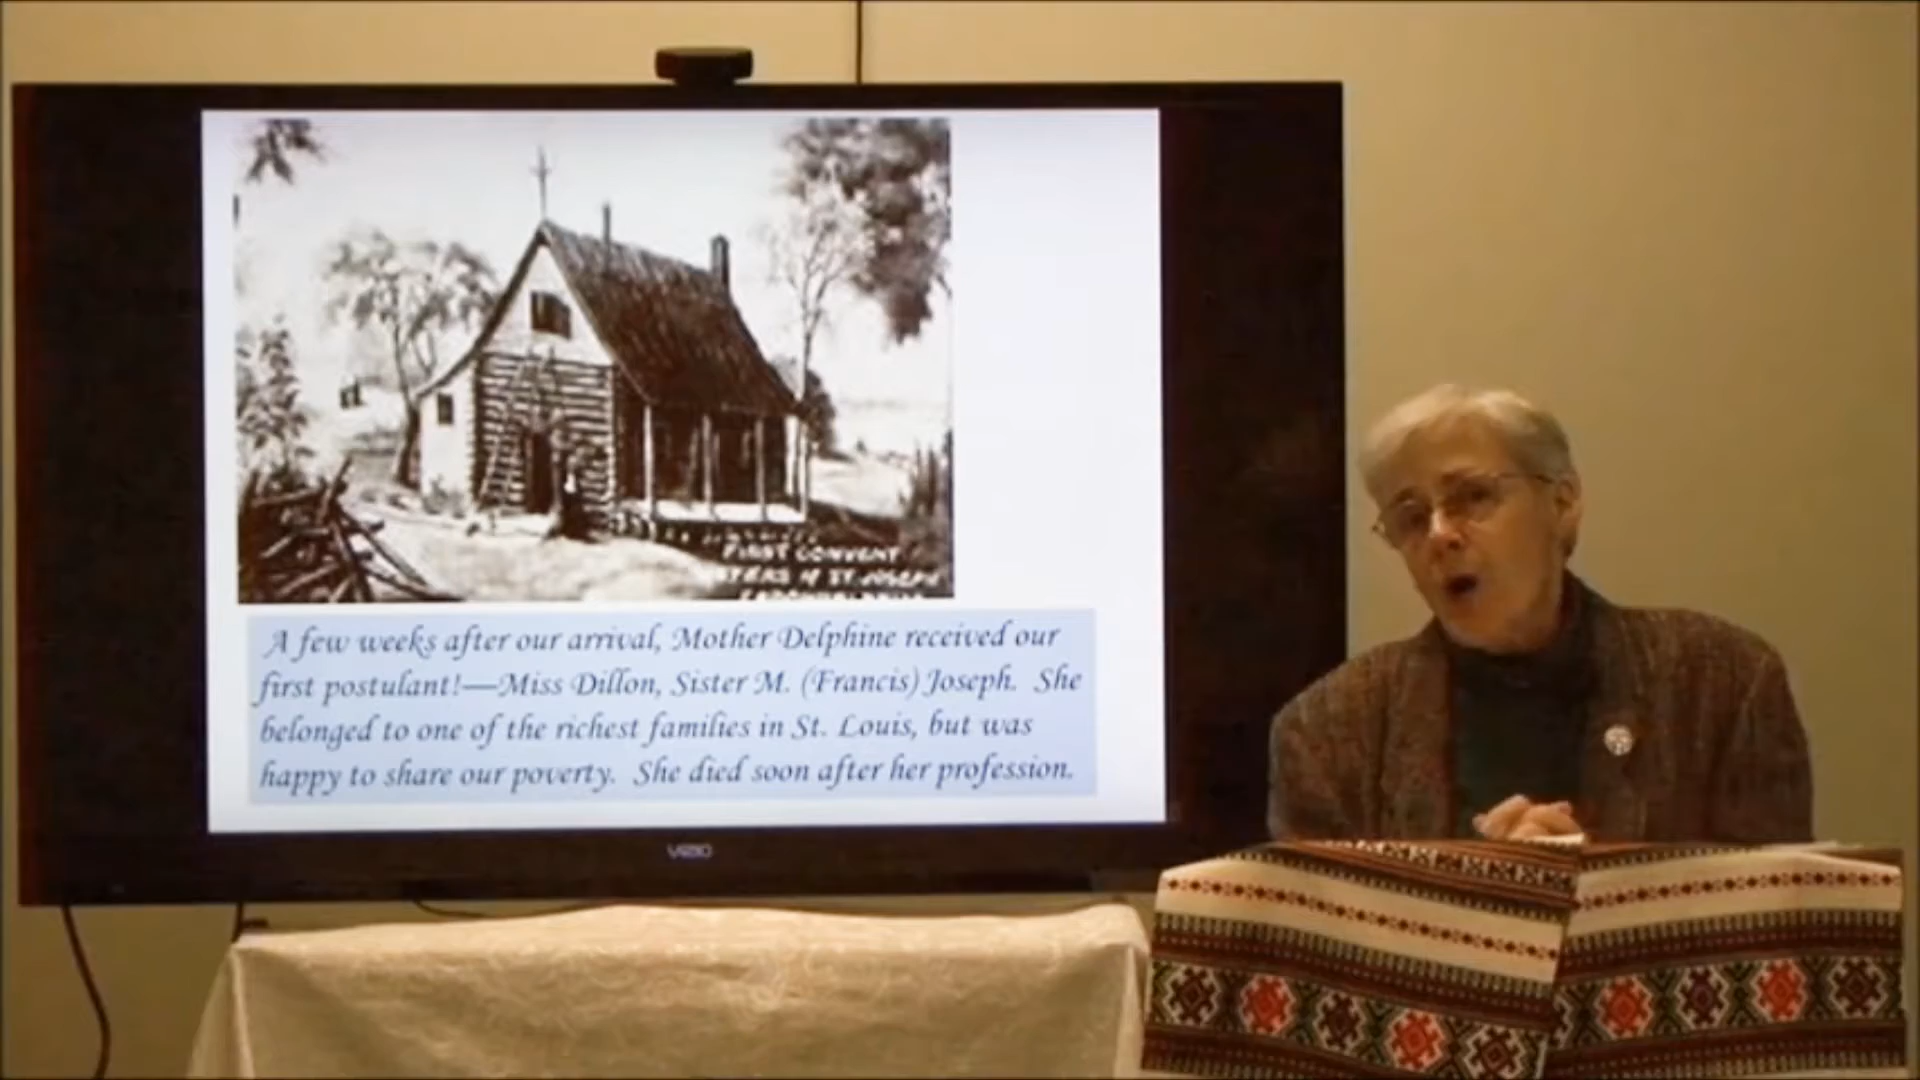 FIRST CONVENT
OF ST. JOSEPH
A few weeks after our arrival, Mother Delphine received our
first postulant!—Miss Dillon, Sister M. (Francis) Joseph. She
belonged to one of the richest families in St. Louis, but was
happy to share our poverty. She died soon after her profession.
VIZIO